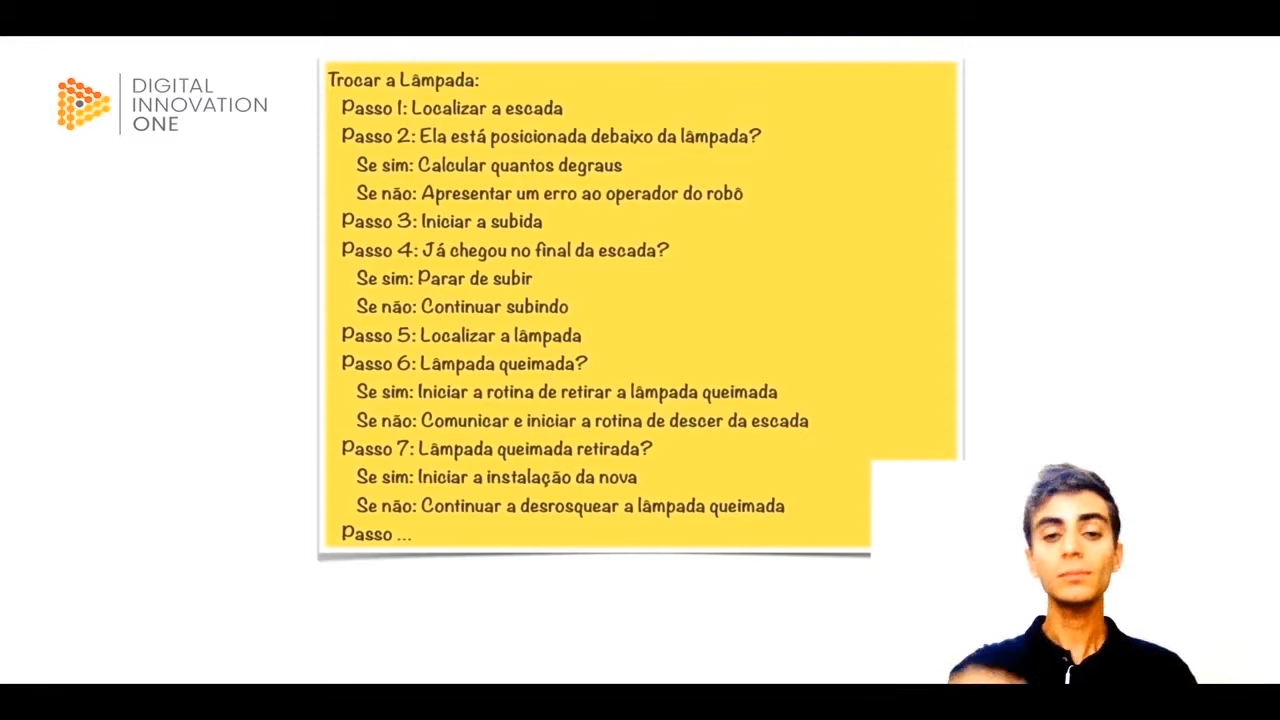 DIGITAL
INNOVATION
ONE
Trocar a Lâmpada:
Passo 1: Localizar a escada
Passo 2: Ela está posicionada debaixo da lâmpada?
Se sim: Calcular quantos degraus
Se não: Apresentar um erro ao operador do robô
Passo 3: Iniciar a subida
Passo 4: Já chegou no final da escada?
Se sim: Parar de subir
Se não: Continuar subindo
Passo 5: Localizar a lâmpada
Passo 6: Lâmpada queimada?
Se sim: Iniciar a rotina de retirar a lâmpada queimada
Se não: Comunicar e iniciar a rotina de descer da escada
Passo 7: Lâmpada queimada retirada?
Se sim: Iniciar a instalação da nova
Se não: Continuar a desrosquear a lâmpada queimada
Passo ...